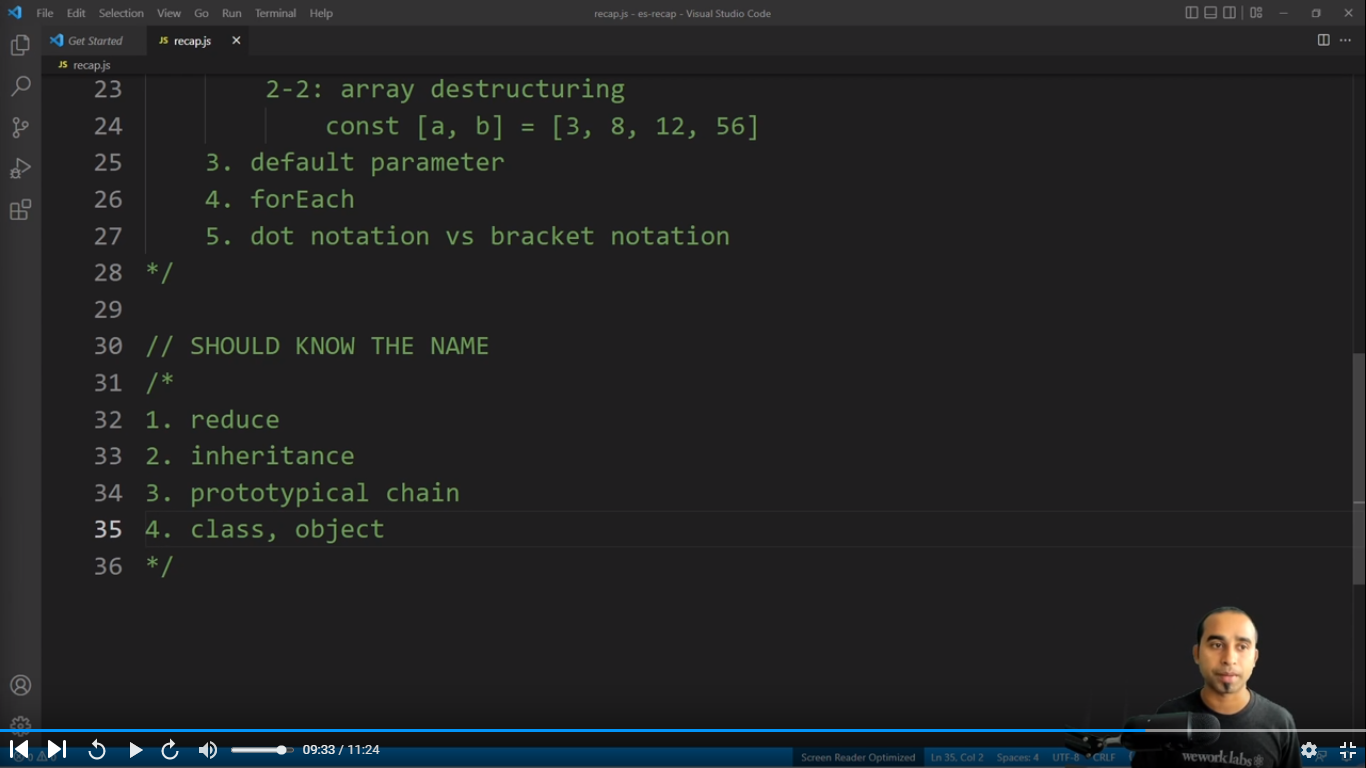 File Edit Selection View Go Run Terminal Help
recap.js - es-recap - Visual Studio Code
Get Started
JS recap.js
JS recap.js
23 2-2: array destructuring
24 const [a, b] = [3, 8, 12, 56]
25 3. default parameter
26 4. forEach
27 5. dot notation vs bracket notation
28 */
29
30 // SHOULD KNOW THE NAME
31 /*
32 1. reduce
33 2. inheritance
34 3. prototypical chain
35 4. class, object
36 */
09:33 / 11:24
Screen Reader Optimized Ln 35, Col 2 Spaces: 4 UTF-8 CRLF
weworklabs